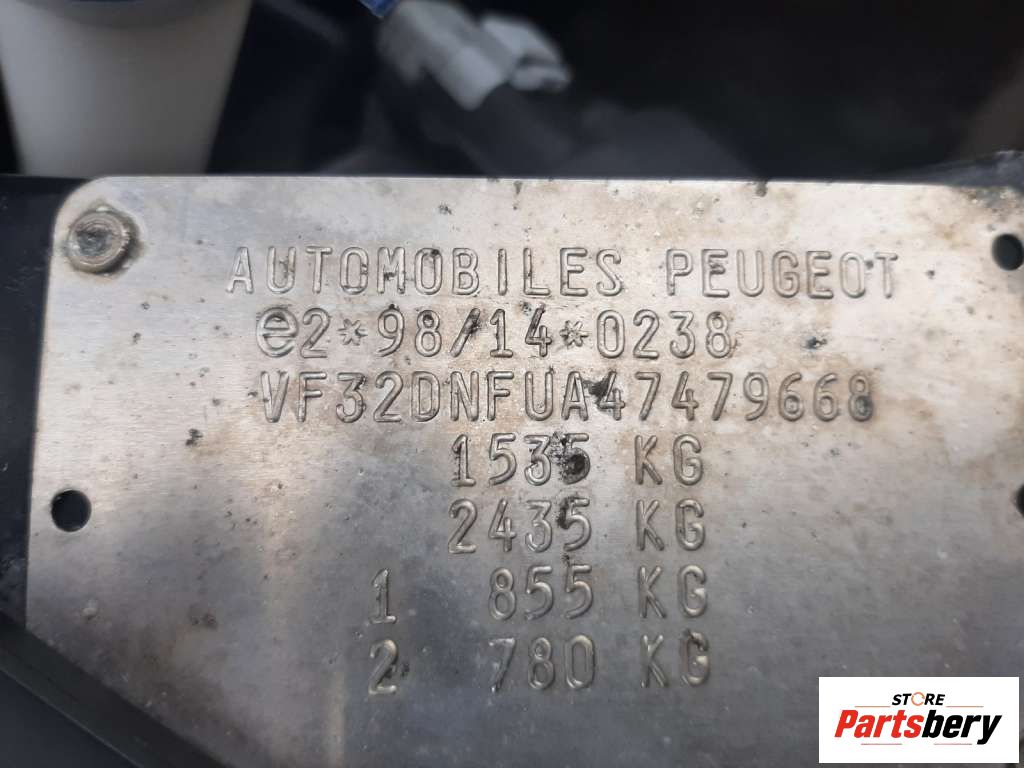 AUTOMOBILES PEUGEOT
e2*98/14*0238
VF32DNFUA47479668
1535 KG
2435 KG
1 855 KG
2 780 KG
STORE
Partsbery